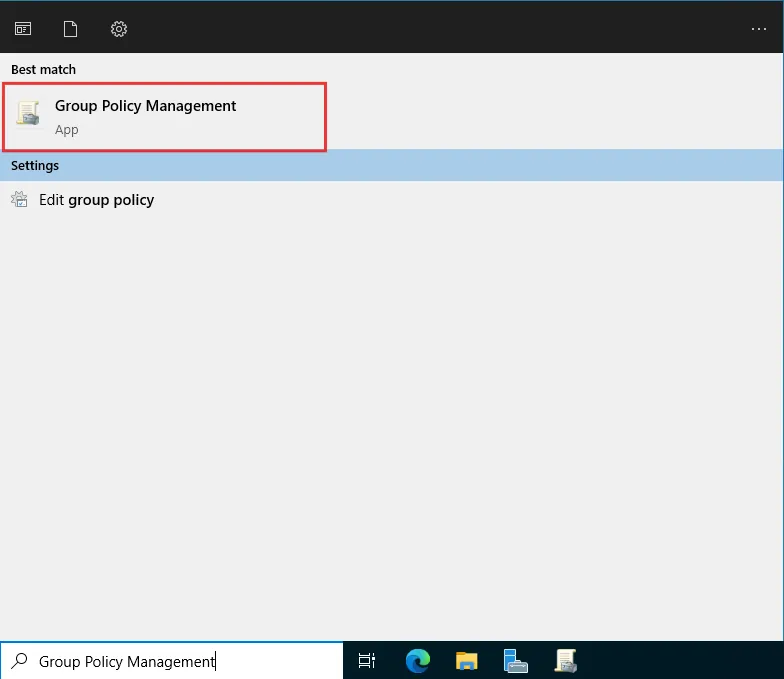 Best match
Group Policy Management
App
Settings
Edit group policy
Group Policy Management